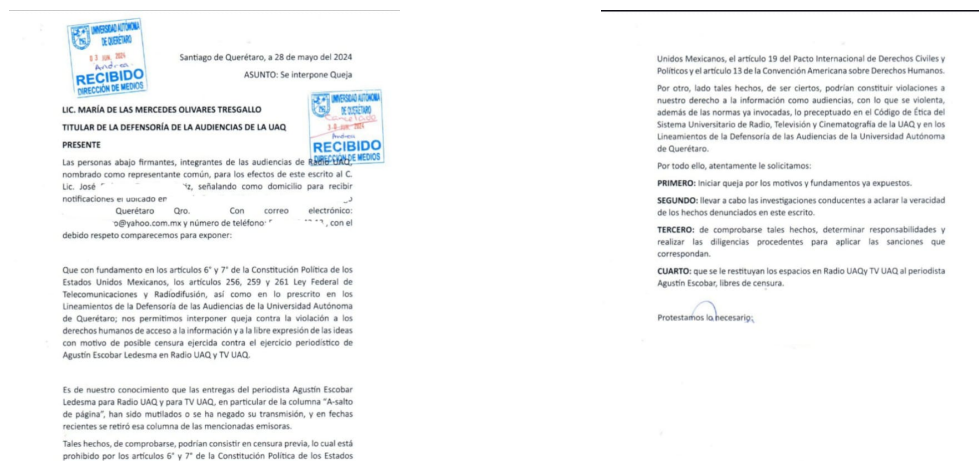 UNIVERSIDAD AUTÓNOMA
DE QUERÉTARO
03 JUN. 2024
Andrea
RECIBIDO
DIRECCIÓN DE MEDIOS
Santiago de Querétaro, a 28 de mayo del 2024
ASUNTO: Se interpone Queja
UNIVERSIDAD AUTÓNOMA
DE QUERÉTARO
Cancelado
JUN. 2024
Andrea
RECIBIDO
DIRECCIÓN DE MEDIOS
LIC. MARÍA DE LAS MERCEDES OLIVARES TRESGALLO
TITULAR DE LA DEFENSORÍA DE LA AUDIENCIAS DE LA UAQ
PRESENTE
Las personas abajo firmantes, integrantes de las audiencias de Radio UAQ,
nombrado como representante común, para los efectos de este escrito al C.
Lic. José señalando como domicilio para recibir
notificaciones el ubicado en
Querétaro Qro. Con correo electrónico:
o@yahoo.com.mx y número de teléfono: , con el
debido respeto comparecemos para exponer:
Que con fundamento en los artículos 6° y 7° de la Constitución Política de los
Estados Unidos Mexicanos, los artículos 256, 259 y 261 Ley Federal de
Telecomunicaciones y Radiodifusión, así como en lo prescrito en los
Lineamientos de la Defensoría de las Audiencias de la Universidad Autónoma
de Querétaro; nos permitimos interponer queja contra la violación a los
derechos humanos de acceso a la información y a la libre expresión de las ideas
con motivo de posible censura ejercida contra el ejercicio periodístico de
Agustín Escobar Ledesma en Radio UAQ y TV UAQ.
Es de nuestro conocimiento que las entregas del periodista Agustín Escobar
Ledesma para Radio UAQ y para TV UAQ, en particular de la columna "A-salto
de página", han sido mutilados o se ha negado su transmisión, y en fechas
recientes se retiró esa columna de las mencionadas emisoras.
Tales hechos, de comprobarse, podrían consistir en censura previa, lo cual está
prohibido por los artículos 6° y 7° de la Constitución Política de los Estados
Unidos Mexicanos, el artículo 19 del Pacto Internacional de Derechos Civiles y
Políticos y el artículo 13 de la Convención Americana sobre Derechos Humanos.
Por otro, lado tales hechos, de ser ciertos, podrían constituir violaciones a
nuestro derecho a la información como audiencias, con lo que se violenta,
además de las normas ya invocadas, lo preceptuado en el Código de Ética del
Sistema Universitario de Radio, Televisión y Cinematografía de la UAQ y en los
Lineamientos de la Defensoría de las Audiencias de la Universidad Autónoma
de Querétaro.
Por todo ello, atentamente le solicitamos:
PRIMERO: Iniciar queja por los motivos y fundamentos ya expuestos.
SEGUNDO: llevar a cabo las investigaciones conducentes a aclarar la veracidad
de los hechos denunciados en este escrito.
TERCERO: de comprobarse tales hechos, determinar responsabilidades y
realizar las diligencias procedentes para aplicar las sanciones que
correspondan.
CUARTO: que se le restituyan los espacios en Radio UAQy TV UAQ al periodista
Agustín Escobar, libres de censura.
Protestamos lo necesario;